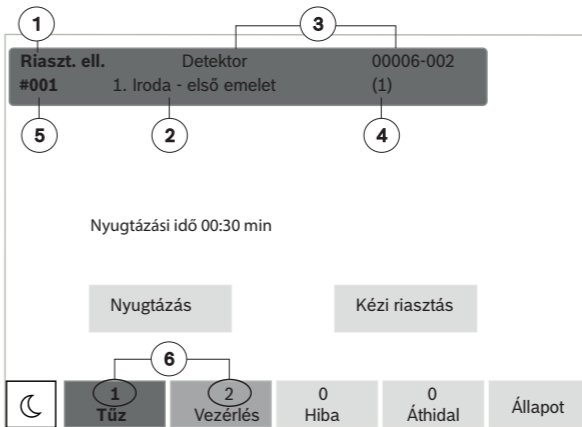 1 3
Riaszt. ell. Detektor 00006-002
#001 1. Iroda - első emelet (1)
5 2 4
Nyugtázási idő 00:30 min
Nyugtázás Kézi riasztás
6
1 2 0 0
Tűz Vezérlés Hiba Áthidal Állapot